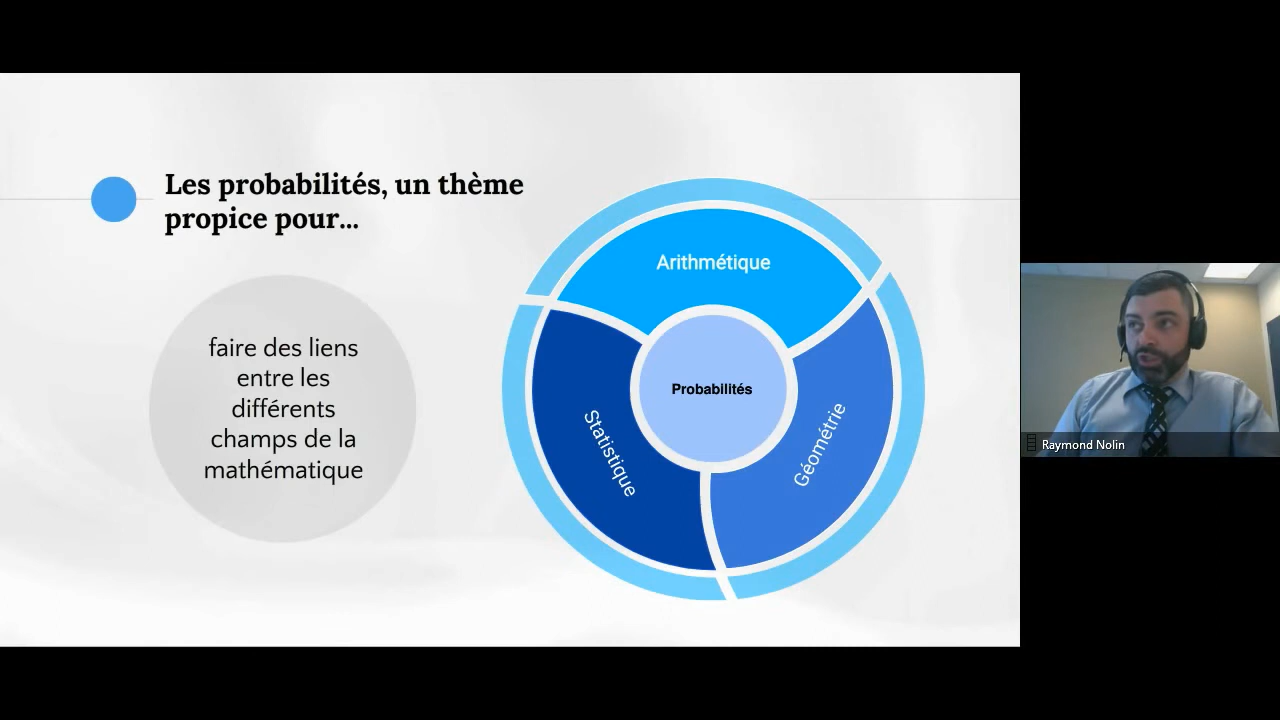 Les probabilités, un thème
propice pour...
faire des liens
entre les
différents
champs de la
mathématique
Arithmétique
Probabilités
Statistique
Géométrie
Raymond Nolin